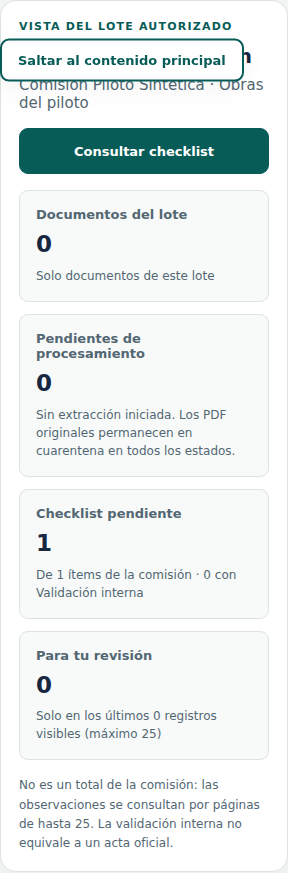 VISTA DEL LOTE AUTORIZADO
Saltar al contenido principal
Comisión Piloto Sintética · Obras
del piloto
Consultar checklist
Documentos del lote
0
Solo documentos de este lote
Pendientes de
procesamiento
0
Sin extracción iniciada. Los PDF
originales permanecen en
cuarentena en todos los estados.
Checklist pendiente
1
De 1 ítems de la comisión · 0 con
Validación interna
Para tu revisión
0
Solo en los últimos 0 registros
visibles (máximo 25)
No es un total de la comisión: las
observaciones se consultan por páginas
de hasta 25. La validación interna no
equivale a un acta oficial.